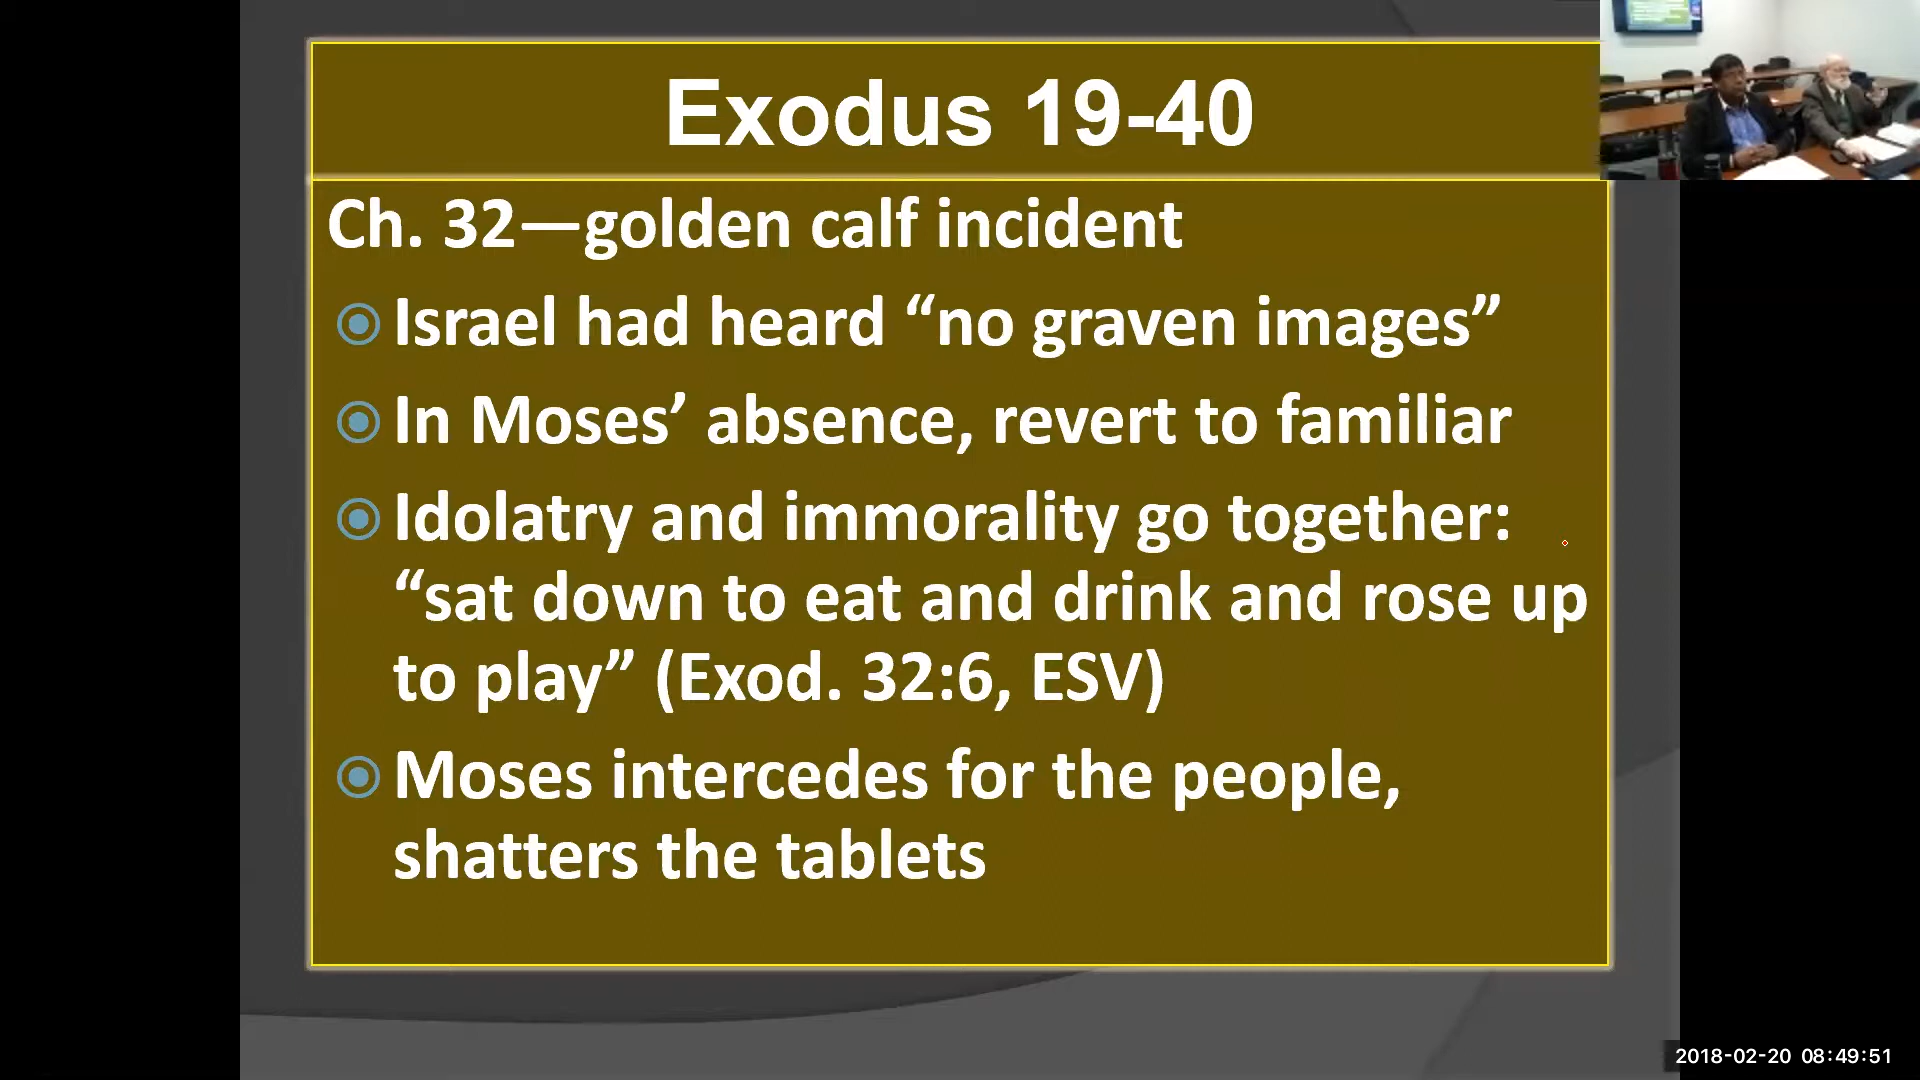 Exodus 19-40
Ch. 32—golden calf incident
Israel had heard “no graven images”
In Moses’ absence, revert to familiar
Idolatry and immorality go together:
“sat down to eat and drink and rose up
to play” (Exod. 32:6, ESV)
Moses intercedes for the people,
shatters the tablets
2018-02-20 08:49:51